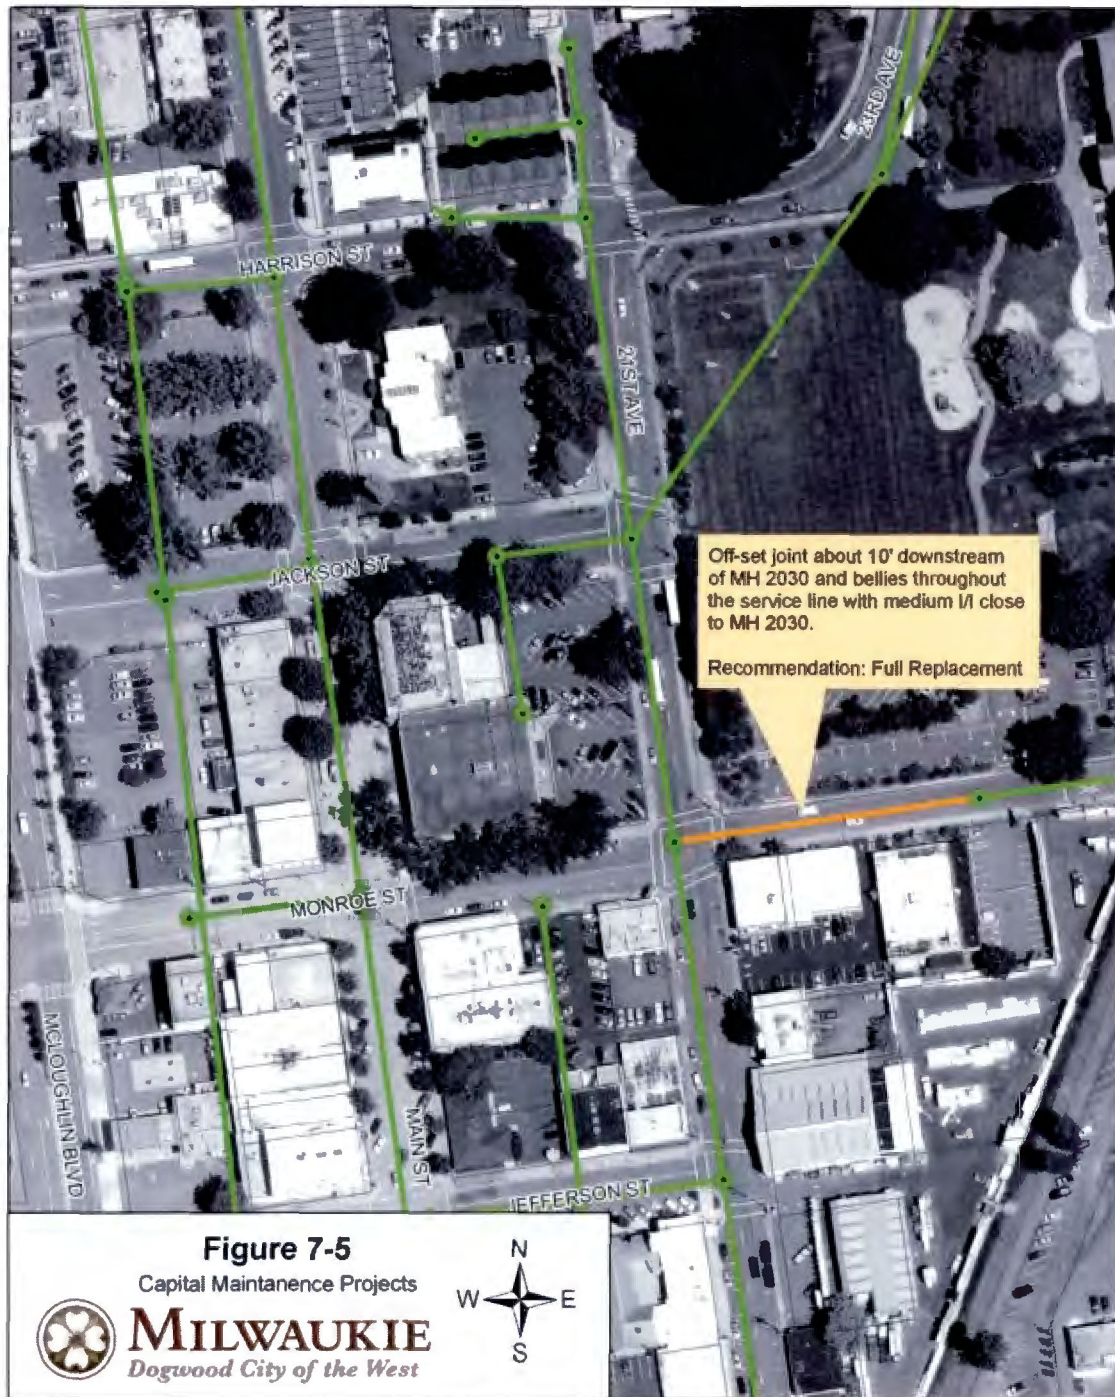 23RD AVE
HARRISON ST
21ST AVE
JACKSON ST
Off-set joint about 10' downstream
of MH 2030 and bellies throughout
the service line with medium I/I close
to MH 2030.
Recommendation: Full Replacement
MONROE ST
MCLOUGHLIN BLVD
MAIN ST
JEFFERSON ST
Figure 7-5
Capital Maintanence Projects
MILWAUKIE
Dogwood City of the West
N
W E
S